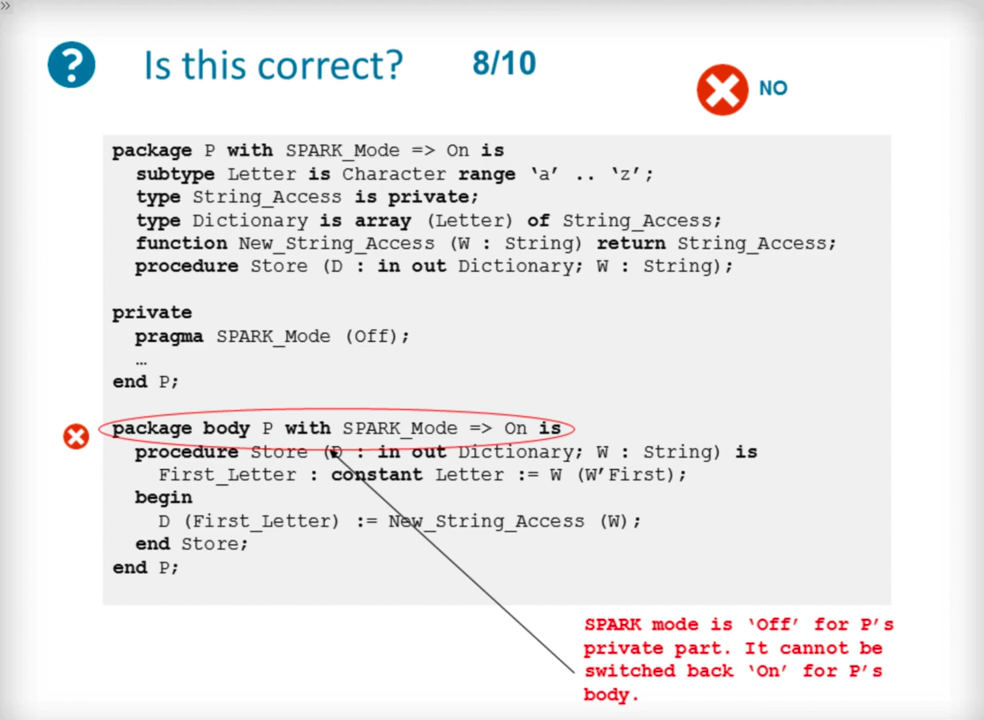 »
?
Is this correct? 8/10
NO
package P with SPARK_Mode => On is
subtype Letter is Character range ‘a’ .. ‘z’;
type String_Access is private;
type Dictionary is array (Letter) of String_Access;
function New_String_Access (W : String) return String_Access;
procedure Store (D : in out Dictionary; W : String);
private
pragma SPARK_Mode (Off);
…
end P;
package body P with SPARK_Mode => On is
procedure Store (D : in out Dictionary; W : String) is
First_Letter : constant Letter := W (W’First);
begin
D (First_Letter) := New_String_Access (W);
end Store;
end P;
SPARK mode is ‘Off’ for P’s
private part. It cannot be
switched back ‘On’ for P’s
body.